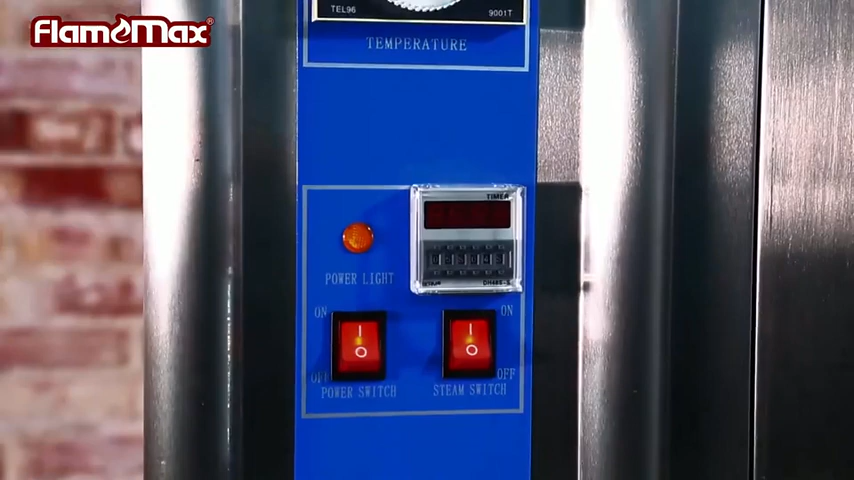 FlameMax®
TEL96 9001T
TEMPERATURE
TIMER
POWER LIGHT
ON ON
OFF OFF
POWER SWITCH STEAM SWITCH